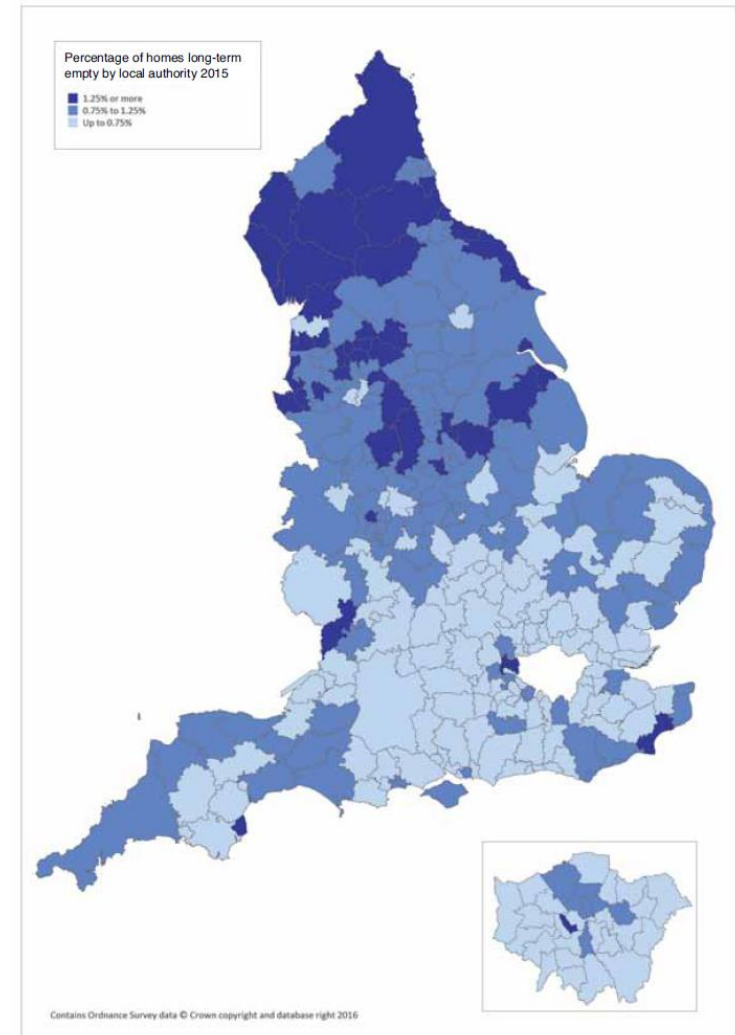 Percentage of homes long-term
empty by local authority 2015
1.25% or more
0.75% to 1.25%
Up to 0.75%
Contains Ordnance Survey data © Crown copyright and database right 2016